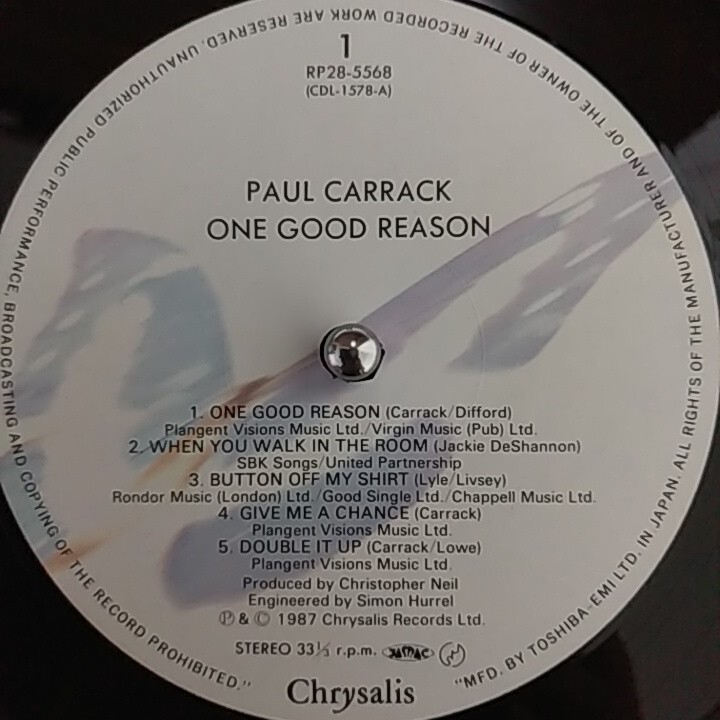 1
RP28-5568
(CDL-1578-A)
PAUL CARRACK
ONE GOOD REASON
1. ONE GOOD REASON (Carrack/Difford)
Plangent Visions Music Ltd./Virgin Music (Pub) Ltd.
2. WHEN YOU WALK IN THE ROOM (Jackie DeShannon)
SBK Songs/United Partnership
3. BUTTON OFF MY SHIRT (Lyle/Livsey)
Rondor Music (London) Ltd./Good Single Ltd./Chappell Music Ltd.
4. GIVE ME A CHANCE (Carrack)
Plangent Visions Music Ltd.
5. DOUBLE IT UP (Carrack/Lowe)
Plangent Visions Music Ltd.
Produced by Christopher Neil
Engineered by Simon Hurrel
℗ & © 1987 Chrysalis Records Ltd.
STEREO 33⅓ r.p.m. JASRAC
Chrysalis
"MFD. BY TOSHIBA-EMI LTD. IN JAPAN. ALL RIGHTS OF THE MANUFACTURER AND OF THE OWNER OF THE RECORDED WORK ARE RESERVED. UNAUTHORIZED PUBLIC PERFORMANCE, BROADCASTING AND COPYING OF THE RECORD PROHIBITED."